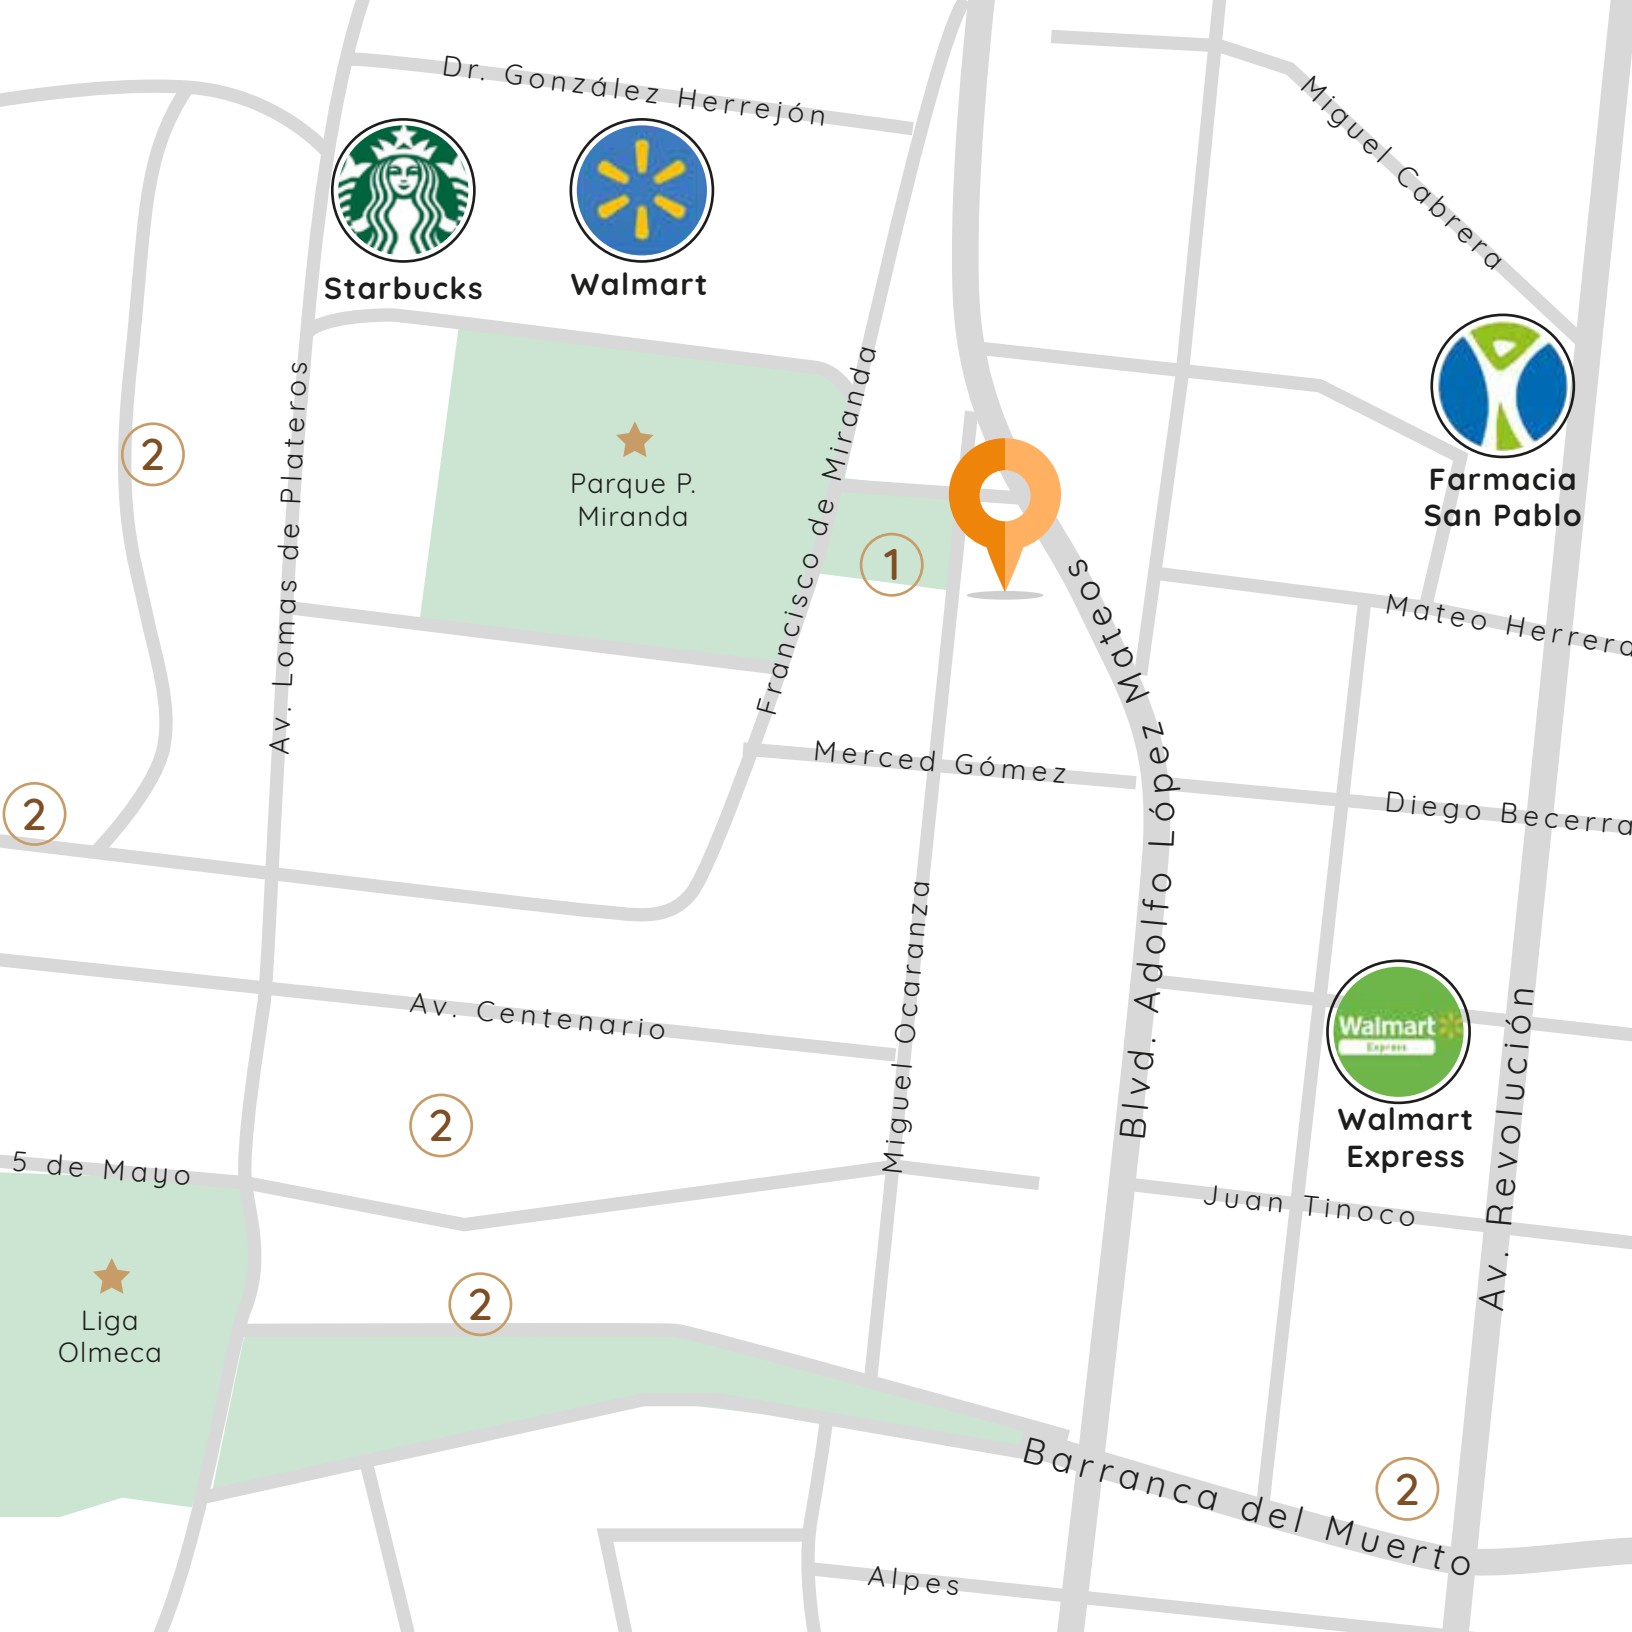 Dr. González Herrejón
Miguel Cabrera
Starbucks
Walmart
Av. Lomas de Plateros
Francisco de Miranda
2
Parque P.
Miranda
1
Farmacia
San Pablo
Blvd. Adolfo López Mateos
Mateo Herrera
Merced Gómez
Diego Becerra
2
Miguel Ocaranza
Av. Centenario
Walmart
Express
Walmart
Express
Av. Revolución
2
5 de Mayo
Juan Tinoco
Liga
Olmeca
2
Barranca del Muerto
2
Alpes